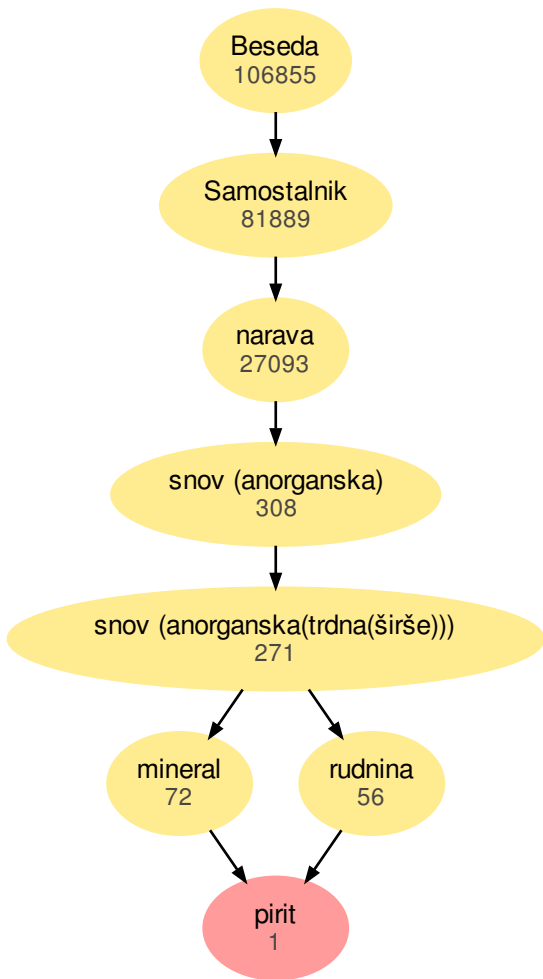 Beseda
106855
Samostalnik
81889
narava
27093
snov (anorganska)
308
snov (anorganska(trdna(širše)))
271
mineral
72
rudnina
56
pirit
1